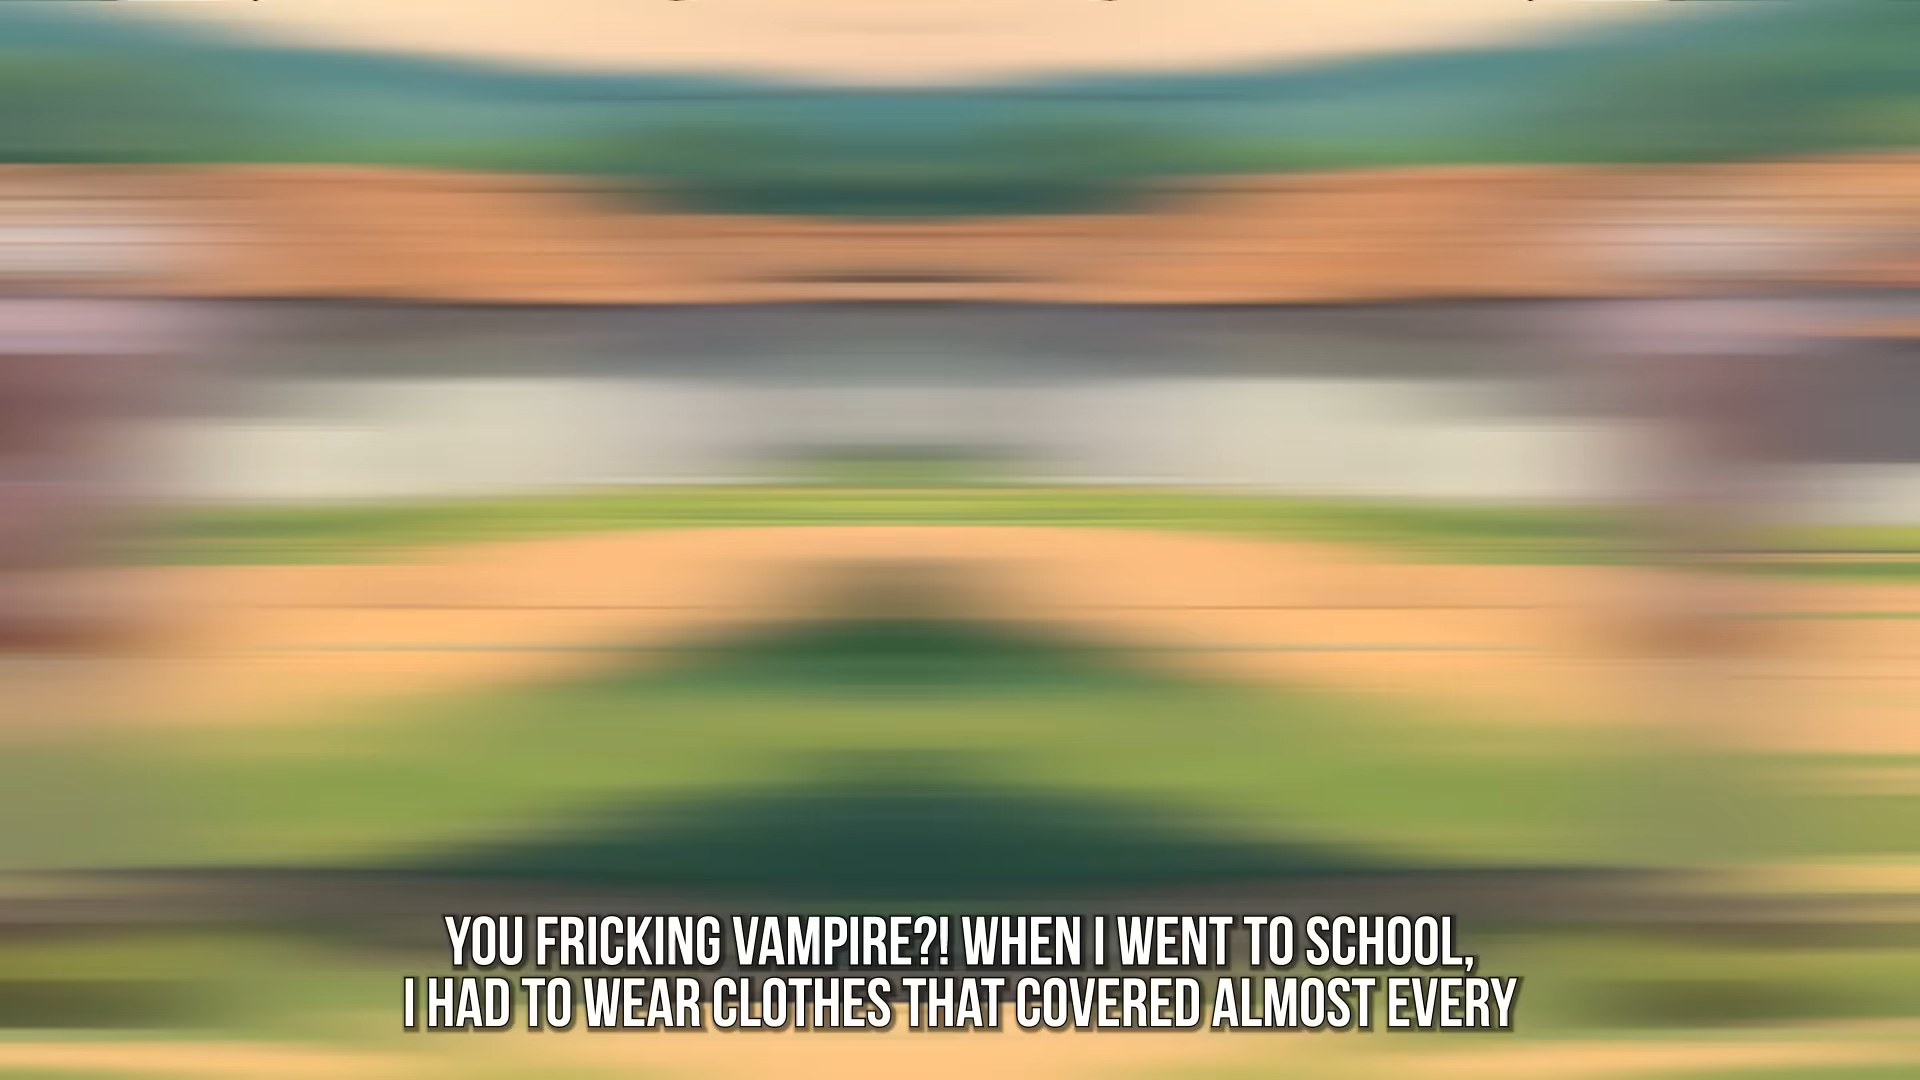 YOU FRICKING VAMPIRE?! WHEN I WENT TO SCHOOL,
I HAD TO WEAR CLOTHES THAT COVERED ALMOST EVERY